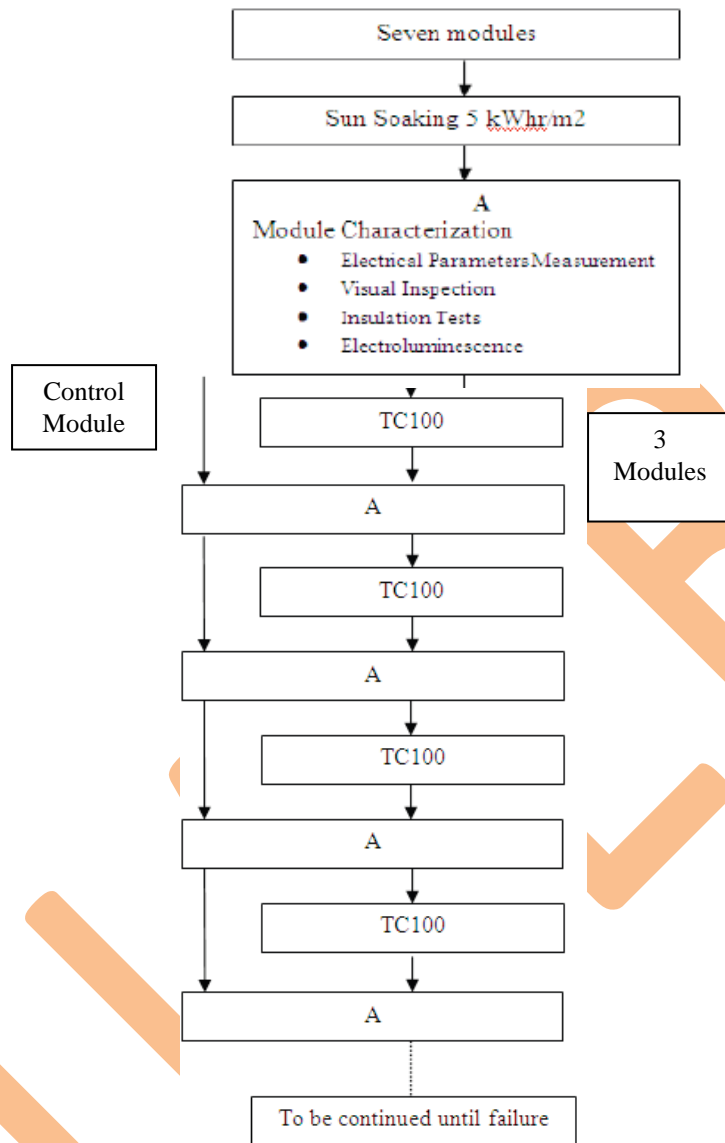 Seven modules
Sun Soaking 5 kWhr/m2
A
Module Characterization
• Electrical Parameters Measurement
• Visual Inspection
• Insulation Tests
• Electroluminescence
Control
Module
TC100
3
Modules
A
TC100
A
TC100
A
TC100
A
To be continued until failure